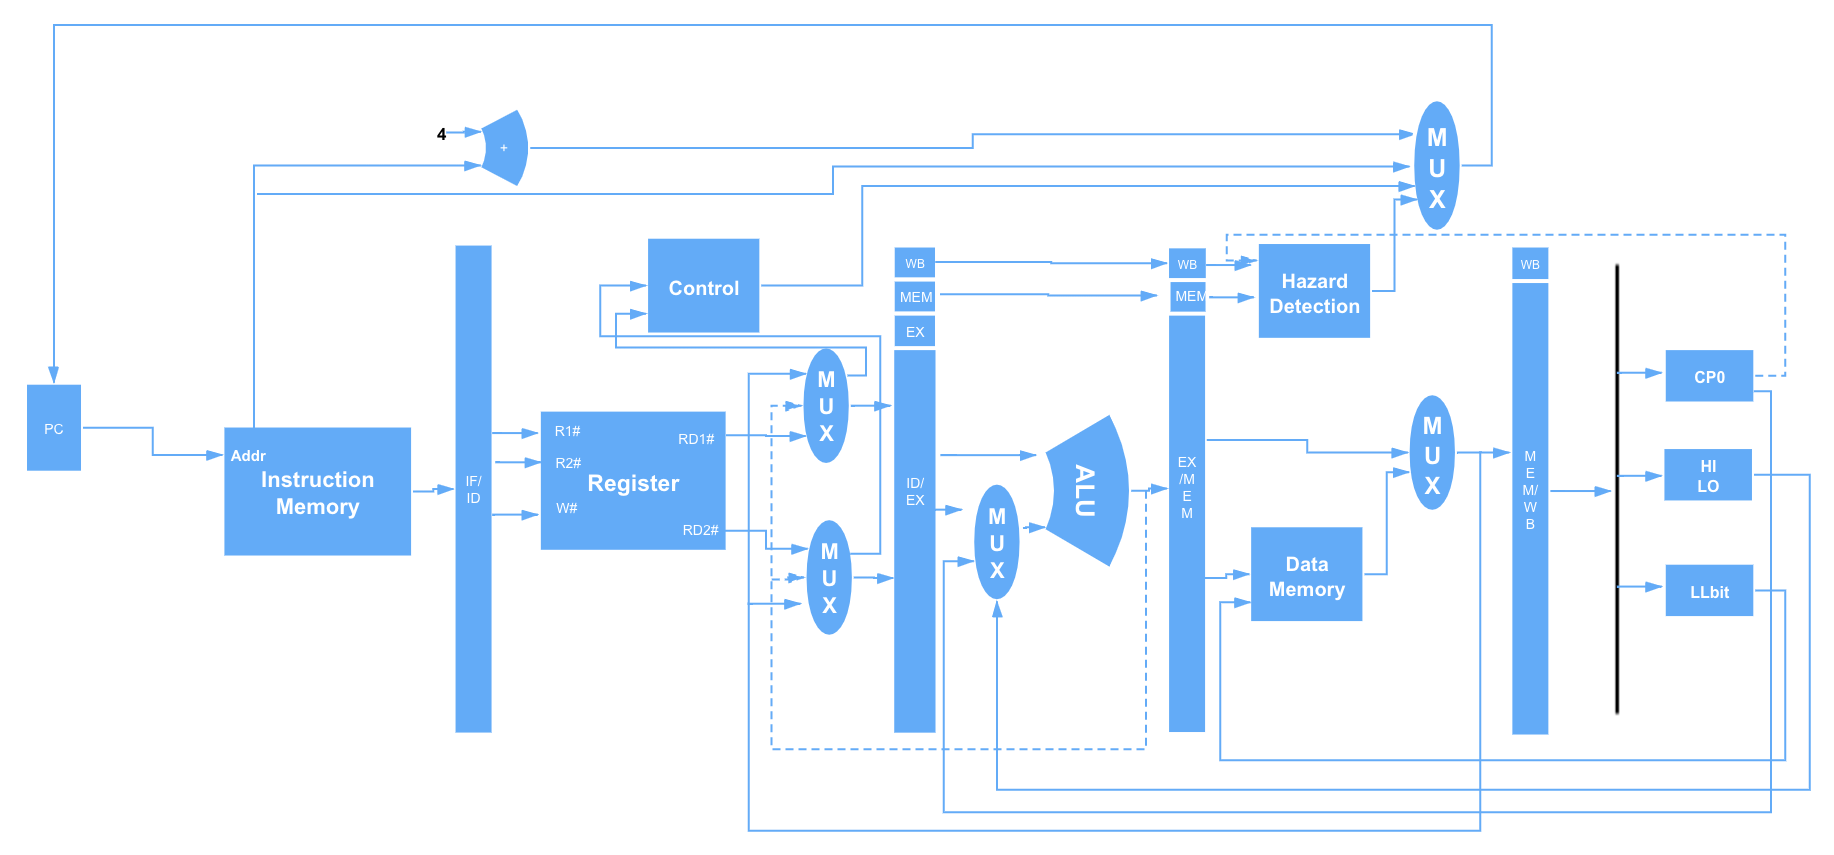 4
+
M
U
X
WB
MEM
EX
WB
MEM
WB
Control
Hazard
Detection
PC
Addr
Instruction
Memory
IF/
ID
R1#
R2#
W#
Register
RD1#
RD2#
M
U
X
M
U
X
ID/
EX
M
U
X
ALU
EX
/M
E
M
Data
Memory
M
U
X
M
E
M/
W
B
CP0
HI
LO
LLbit